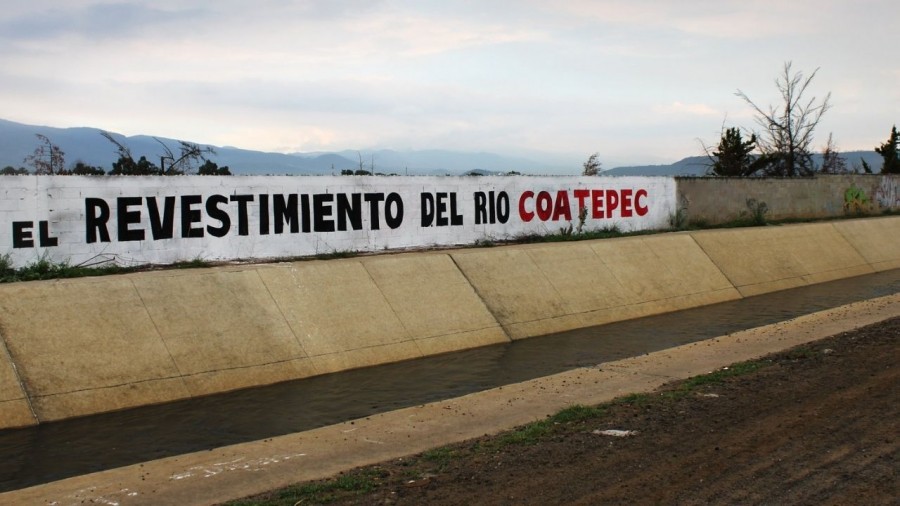 EL REVESTIMIENTO DEL RIO COATEPEC